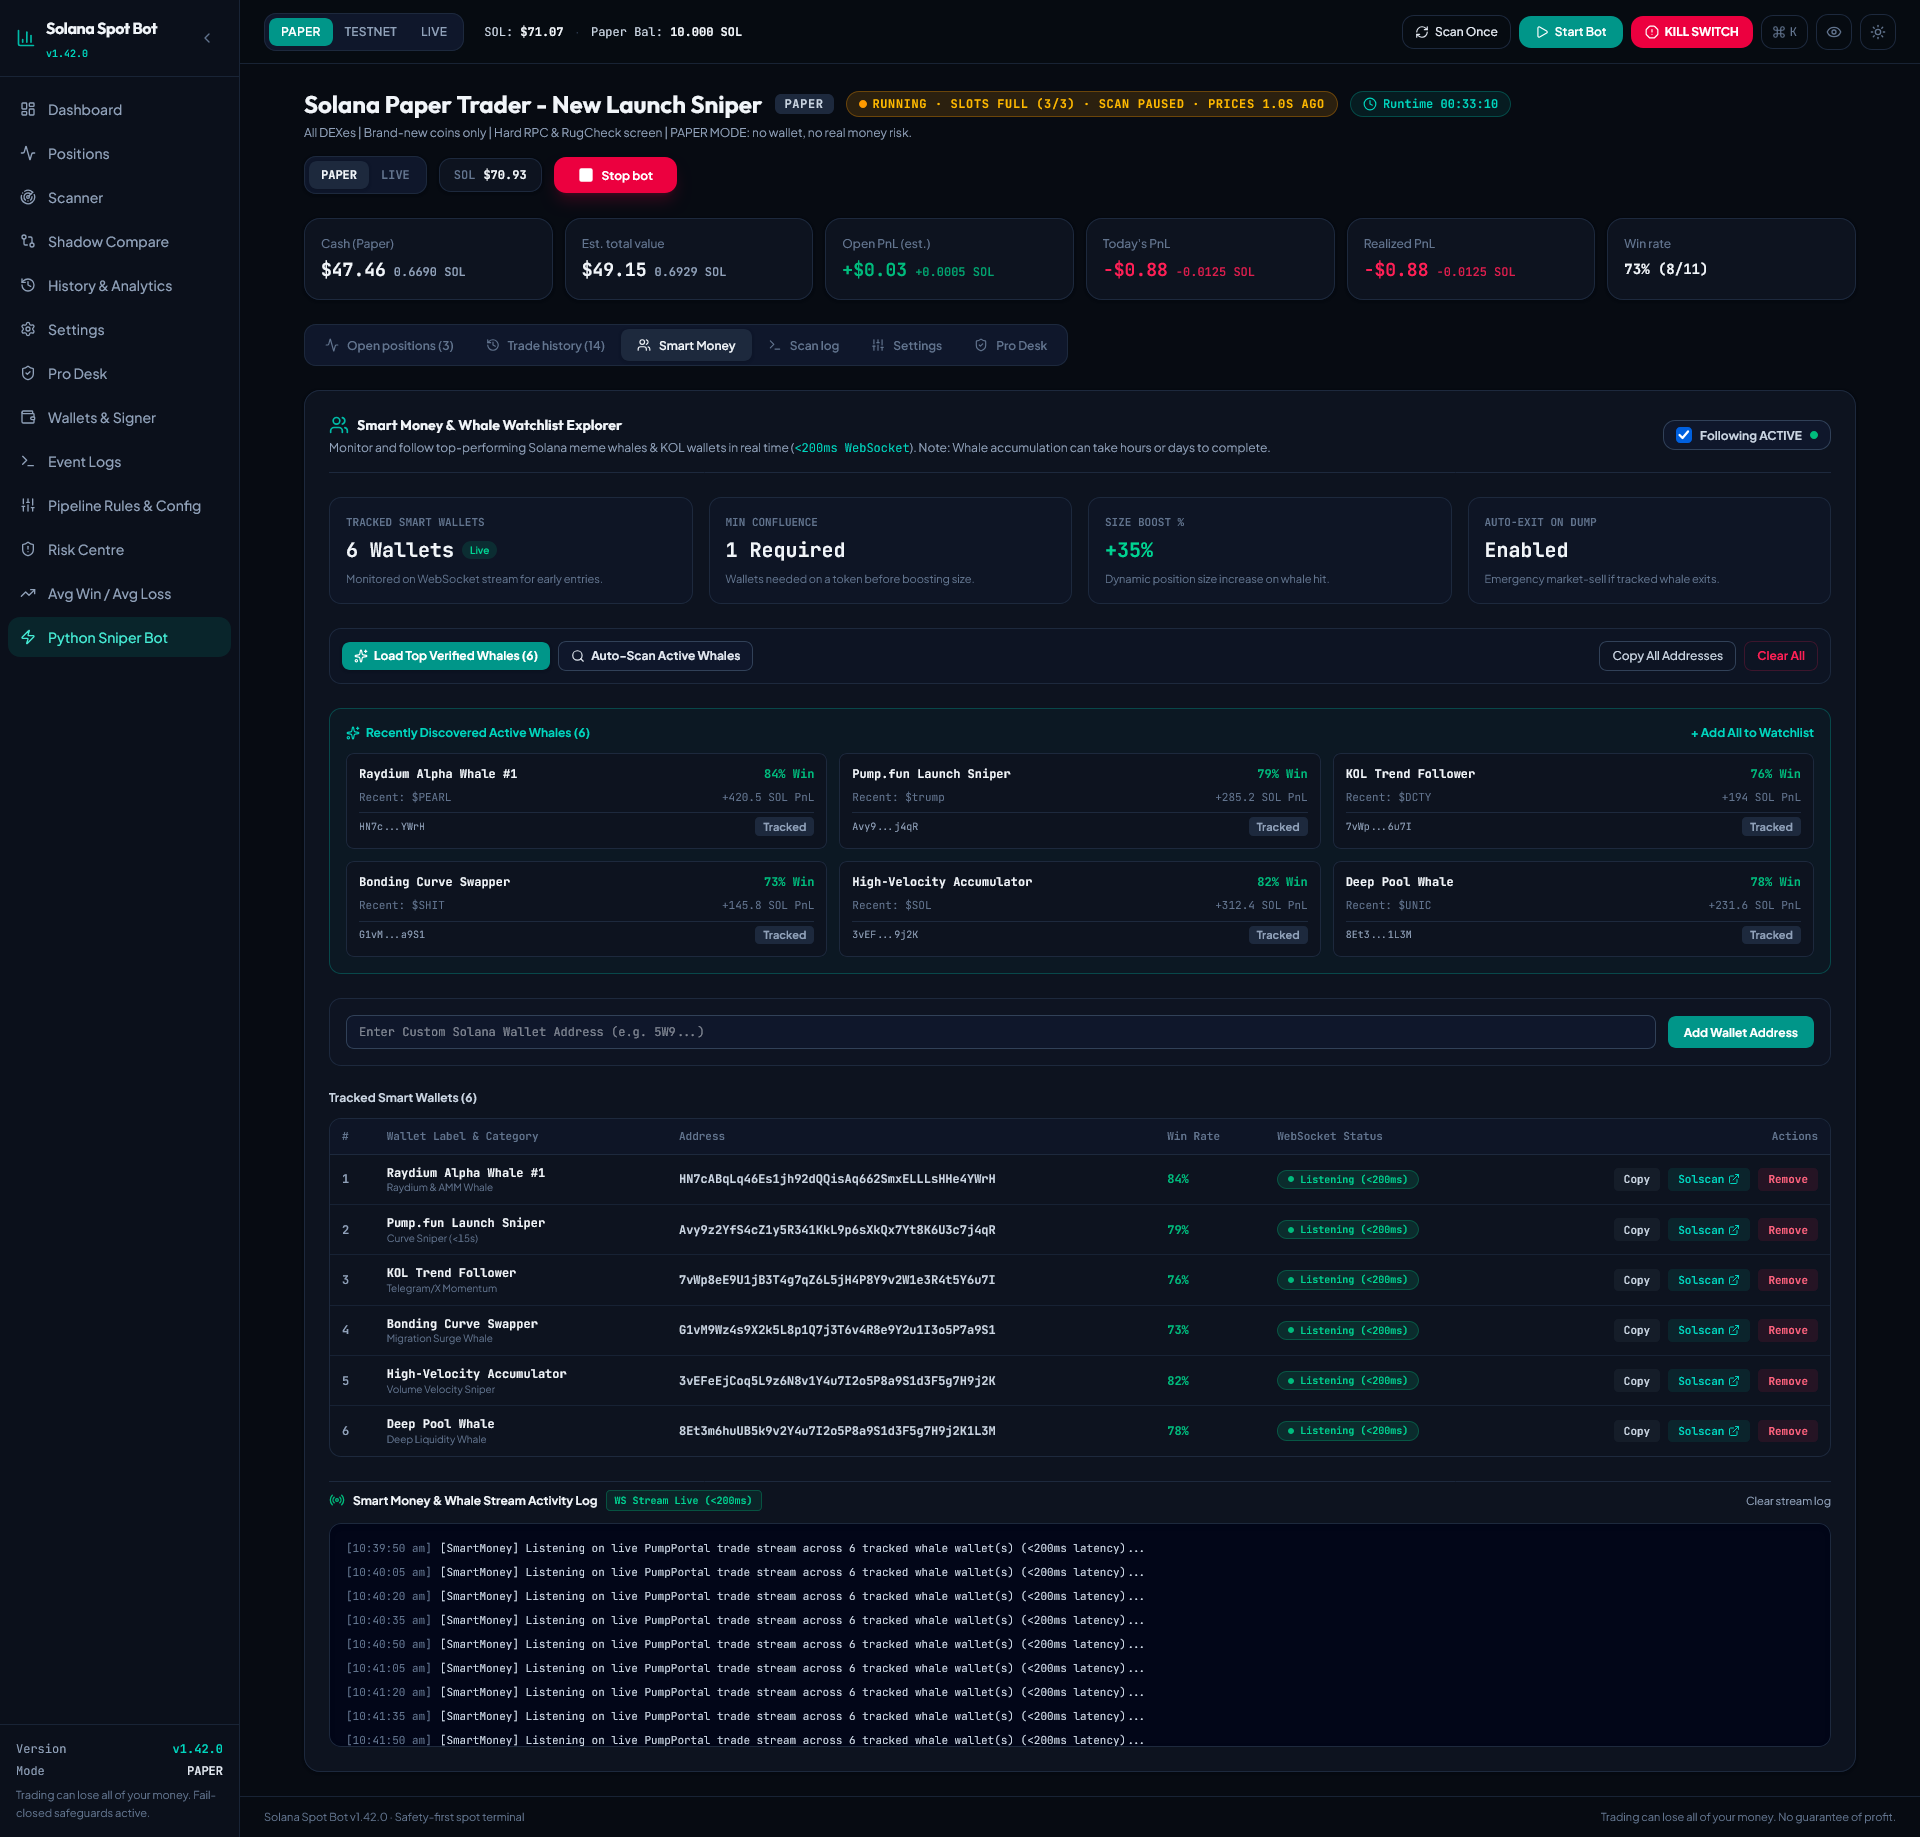 Solana Spot Bot
v1.42.0
PAPER TESTNET LIVE SOL: $71.07 · Paper Bal: 10.000 SOL Scan Once Start Bot KILL SWITCH ⌘ K
Dashboard
Positions
Scanner
Shadow Compare
History & Analytics
Settings
Pro Desk
Wallets & Signer
Event Logs
Pipeline Rules & Config
Risk Centre
Avg Win / Avg Loss
Python Sniper Bot
Version v1.42.0
Mode PAPER
Trading can lose all of your money. Fail-
closed safeguards active.
Solana Paper Trader - New Launch Sniper PAPER RUNNING · SLOTS FULL (3/3) · SCAN PAUSED · PRICES 1.0S AGO Runtime 00:33:10
All DEXes | Brand-new coins only | Hard RPC & RugCheck screen | PAPER MODE: no wallet, no real money risk.
PAPER LIVE SOL $70.93 Stop bot
Cash (Paper)
$47.46 0.6690 SOL
Est. total value
$49.15 0.6929 SOL
Open PnL (est.)
+$0.03 +0.0005 SOL
Today's PnL
-$0.88 -0.0125 SOL
Realized PnL
-$0.88 -0.0125 SOL
Win rate
73% (8/11)
Open positions (3) Trade history (14) Smart Money Scan log Settings Pro Desk
Smart Money & Whale Watchlist Explorer
Monitor and follow top-performing Solana meme whales & KOL wallets in real time (<200ms WebSocket). Note: Whale accumulation can take hours or days to complete.
Following ACTIVE
TRACKED SMART WALLETS
6 Wallets Live
Monitored on WebSocket stream for early entries.
MIN CONFLUENCE
1 Required
Wallets needed on a token before boosting size.
SIZE BOOST %
+35%
Dynamic position size increase on whale hit.
AUTO-EXIT ON DUMP
Enabled
Emergency market-sell if tracked whale exits.
Load Top Verified Whales (6) Auto-Scan Active Whales Copy All Addresses Clear All
Recently Discovered Active Whales (6) + Add All to Watchlist
Raydium Alpha Whale #1 84% Win
Recent: $PEARL +420.5 SOL PnL
HN7c...YWrH Tracked
Pump.fun Launch Sniper 79% Win
Recent: $trump +285.2 SOL PnL
Avy9...j4qR Tracked
KOL Trend Follower 76% Win
Recent: $DCTY +194 SOL PnL
7vWp...6u7I Tracked
Bonding Curve Swapper 73% Win
Recent: $SHIT +145.8 SOL PnL
G1vM...a9S1 Tracked
High-Velocity Accumulator 82% Win
Recent: $SOL +312.4 SOL PnL
3vEF...9j2K Tracked
Deep Pool Whale 78% Win
Recent: $UNIC +231.6 SOL PnL
8Et3...1L3M Tracked
Enter Custom Solana Wallet Address (e.g. 5W9...) Add Wallet Address
Tracked Smart Wallets (6)
# Wallet Label & Category Address Win Rate WebSocket Status Actions
1 Raydium Alpha Whale #1 HN7cABqLq46Es1jh92dQQisAq662SmxELLLsHHe4YWrH 84% Listening (<200ms) Copy Solscan Remove
Raydium & AMM Whale
2 Pump.fun Launch Sniper Avy9z2YfS4cZ1y5R341KkL9p6sXkQx7Yt8K6U3c7j4qR 79% Listening (<200ms) Copy Solscan Remove
Curve Sniper (<15s)
3 KOL Trend Follower 7vWp8eE9U1jB3T4g7qZ6L5jH4P8Y9v2W1e3R4t5Y6u7I 76% Listening (<200ms) Copy Solscan Remove
Telegram/X Momentum
4 Bonding Curve Swapper G1vM9Wz4s9X2k5L8p1Q7j3T6v4R8e9Y2u1I3o5P7a9S1 73% Listening (<200ms) Copy Solscan Remove
Migration Surge Whale
5 High-Velocity Accumulator 3vEFeEjCoq5L9z6N8v1Y4u7I2o5P8a9S1d3F5g7H9j2K 82% Listening (<200ms) Copy Solscan Remove
Volume Velocity Sniper
6 Deep Pool Whale 8Et3m6huUB5k9v2Y4u7I2o5P8a9S1d3F5g7H9j2K1L3M 78% Listening (<200ms) Copy Solscan Remove
Deep Liquidity Whale
Smart Money & Whale Stream Activity Log WS Stream Live (<200ms) Clear stream log
[10:39:50 am] [SmartMoney] Listening on live PumpPortal trade stream across 6 tracked whale wallet(s) (<200ms latency)...
[10:40:05 am] [SmartMoney] Listening on live PumpPortal trade stream across 6 tracked whale wallet(s) (<200ms latency)...
[10:40:20 am] [SmartMoney] Listening on live PumpPortal trade stream across 6 tracked whale wallet(s) (<200ms latency)...
[10:40:35 am] [SmartMoney] Listening on live PumpPortal trade stream across 6 tracked whale wallet(s) (<200ms latency)...
[10:40:50 am] [SmartMoney] Listening on live PumpPortal trade stream across 6 tracked whale wallet(s) (<200ms latency)...
[10:41:05 am] [SmartMoney] Listening on live PumpPortal trade stream across 6 tracked whale wallet(s) (<200ms latency)...
[10:41:20 am] [SmartMoney] Listening on live PumpPortal trade stream across 6 tracked whale wallet(s) (<200ms latency)...
[10:41:35 am] [SmartMoney] Listening on live PumpPortal trade stream across 6 tracked whale wallet(s) (<200ms latency)...
[10:41:50 am] [SmartMoney] Listening on live PumpPortal trade stream across 6 tracked whale wallet(s) (<200ms latency)...
Solana Spot Bot v1.42.0 · Safety-first spot terminal Trading can lose all of your money. No guarantee of profit.